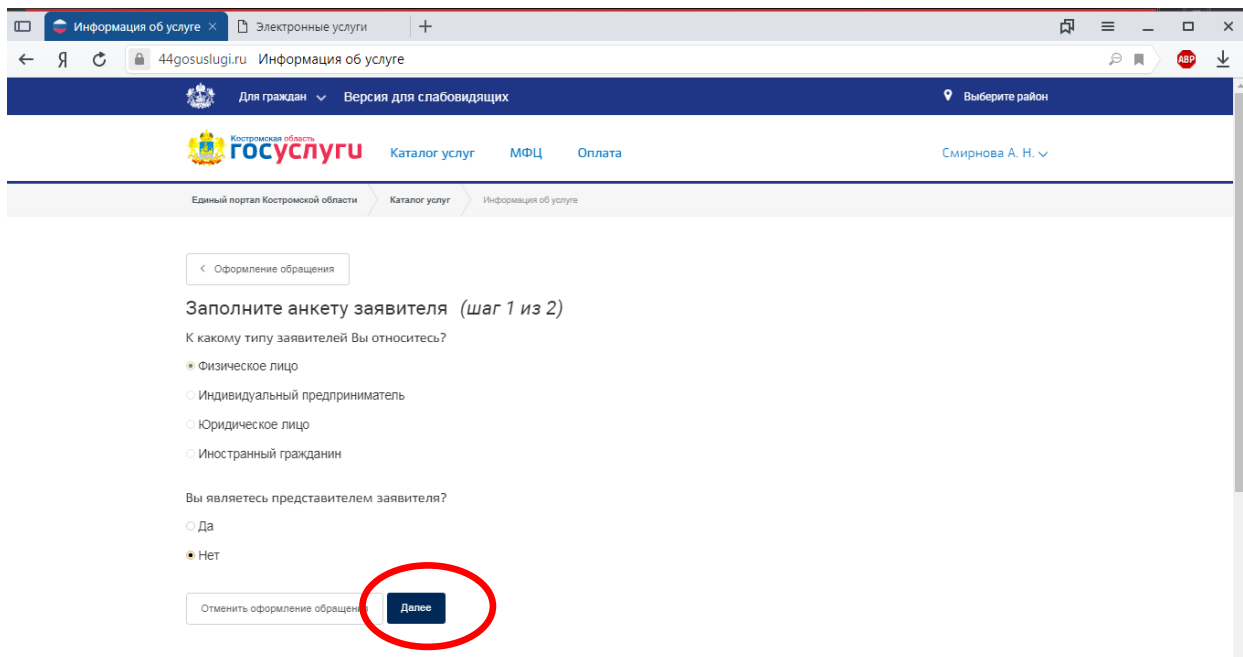 Информация об услуге
Электронные услуги
Я
44gosuslugi.ru Информация об услуге
ABP
Для граждан
Версия для слабовидящих
Выберите район
Костромская область
госуслуги
Каталог услуг
МФЦ
Оплата
Смирнова А. Н.
Единый портал Костромской области
Каталог услуг
Информация об услуге
Оформление обращения
Заполните анкету заявителя (шаг 1 из 2)
К какому типу заявителей Вы относитесь?
Физическое лицо
Индивидуальный предприниматель
Юридическое лицо
Иностранный гражданин
Вы являетесь представителем заявителя?
Да
Нет
Отменить оформление обращения
Далее